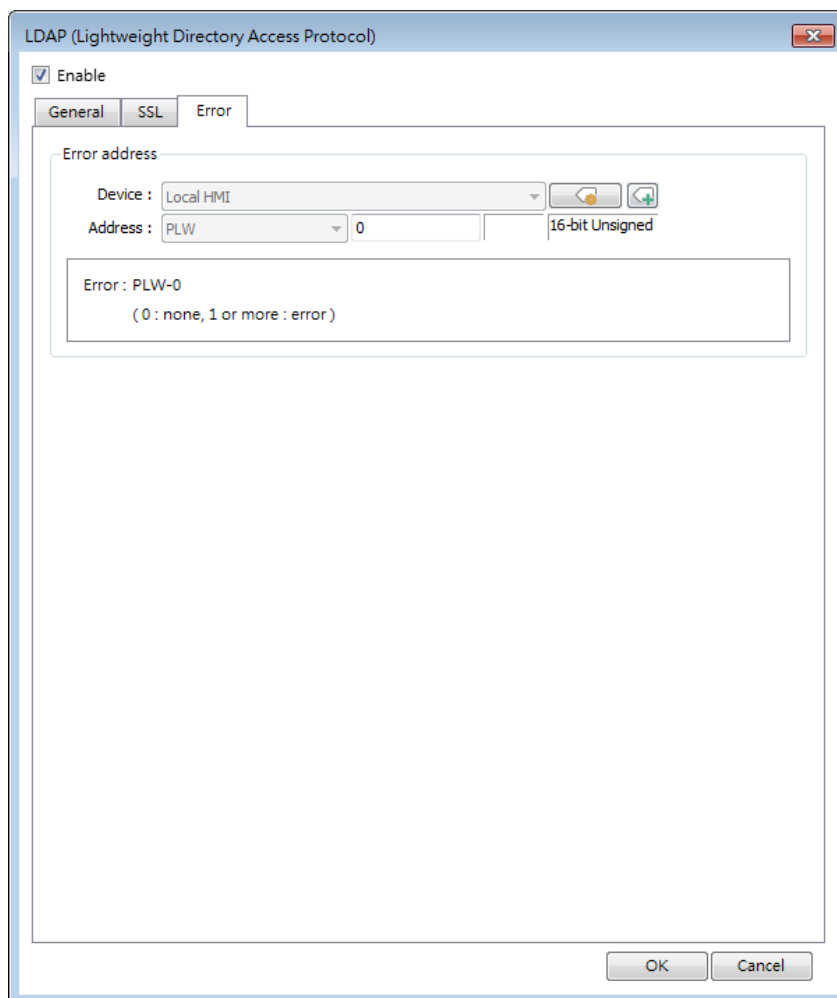 LDAP (Lightweight Directory Access Protocol)
Enable
General SSL Error
Error address
Device : Local HMI
Address : PLW 0 16-bit Unsigned
Error : PLW-0
( 0 : none, 1 or more : error )
OK Cancel